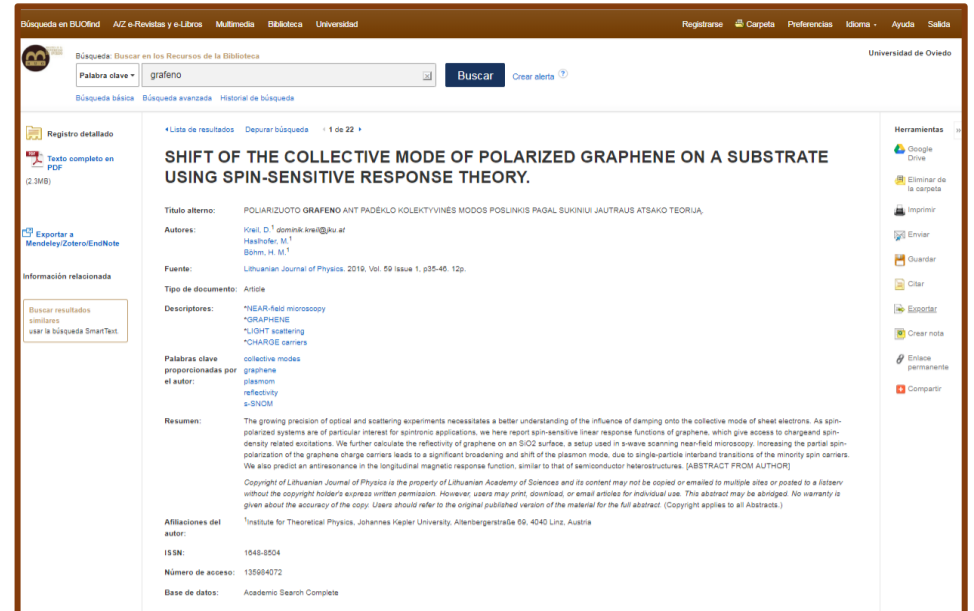 Búsqueda en BUOfind A/Z e-Revistas y e-Libros Multimedia Biblioteca Universidad Registrarse Carpeta Preferencias Idioma Ayuda Salida
Búsqueda: Buscar en los Recursos de la Biblioteca
Universidad de Oviedo
Palabra clave grafeno Buscar Crear alerta ?
Búsqueda básica Búsqueda avanzada Historial de búsqueda
Registro detallado
Texto completo en PDF
(2.3MB)
Exportar a
Mendeley/Zotero/EndNote
Información relacionada
Buscar resultados
similares
usar la búsqueda SmartText.
Lista de resultados Depurar búsqueda 1 de 22
SHIFT OF THE COLLECTIVE MODE OF POLARIZED GRAPHENE ON A SUBSTRATE
USING SPIN-SENSITIVE RESPONSE THEORY.
Título alterno: POLIARIZUOTO GRAFENO ANT PADĖKLO KOLEKTYVINĖS MODOS POSLINKIS PAGAL SUKINIUI JAUTRAUS ATSAKO TEORIJĄ.
Autores: Kreil, D.1 dominik.kreil@jku.at
Haslhofer, M.1
Böhm, H. M.1
Fuente: Lithuanian Journal of Physics. 2019, Vol. 59 Issue 1, p35-46. 12p.
Tipo de documento: Article
Descriptores: *NEAR-field microscopy
*GRAPHENE
*LIGHT scattering
*CHARGE carriers
Palabras clave collective modes
proporcionadas por graphene
el autor: plasmom
reflectivity
s-SNOM
Resumen: The growing precision of optical and scattering experiments necessitates a better understanding of the influence of damping onto the collective mode of sheet electrons. As spin-
polarized systems are of particular interest for spintronic applications, we here report spin-sensitive linear response functions of graphene, which give access to chargeand spin-
density related excitations. We further calculate the reflectivity of graphene on an SiO2 surface, a setup used in s-wave scanning near-field microscopy. Increasing the partial spin-
polarization of the graphene charge carriers leads to a significant broadening and shift of the plasmon mode, due to single-particle interband transitions of the minority spin carriers.
We also predict an antiresonance in the longitudinal magnetic response function, similar to that of semiconductor heterostructures. [ABSTRACT FROM AUTHOR]
Copyright of Lithuanian Journal of Physics is the property of Lithuanian Academy of Sciences and its content may not be copied or emailed to multiple sites or posted to a listserv
without the copyright holder's express written permission. However, users may print, download, or email articles for individual use. This abstract may be abridged. No warranty is
given about the accuracy of the copy. Users should refer to the original published version of the material for the full abstract. (Copyright applies to all Abstracts.)
Afiliaciones del 1Institute for Theoretical Physics, Johannes Kepler University, Altenbergerstraße 69, 4040 Linz, Austria
autor:
ISSN: 1648-8504
Número de acceso: 135984072
Base de datos: Academic Search Complete
Herramientas
Google
Drive
Eliminar de
la carpeta
Imprimir
Enviar
Guardar
Citar
Exportar
Crear nota
Enlace
permanente
Compartir